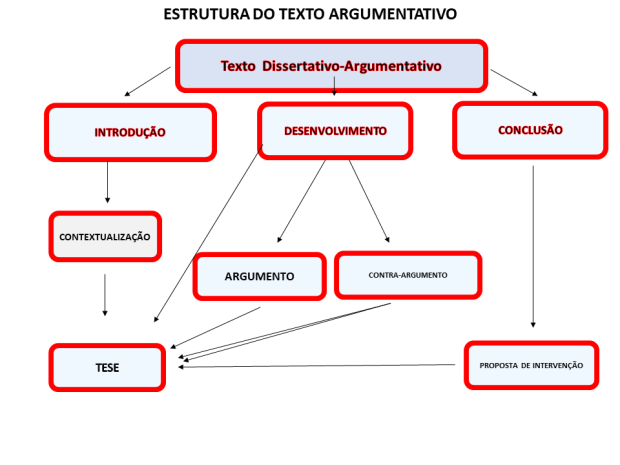 ESTRUTURA DO TEXTO ARGUMENTATIVO
Texto Dissertativo-Argumentativo
INTRODUÇÃO
DESENVOLVIMENTO
CONCLUSÃO
CONTEXTUALIZAÇÃO
ARGUMENTO
CONTRA-ARGUMENTO
TESE
PROPOSTA DE INTERVENÇÃO